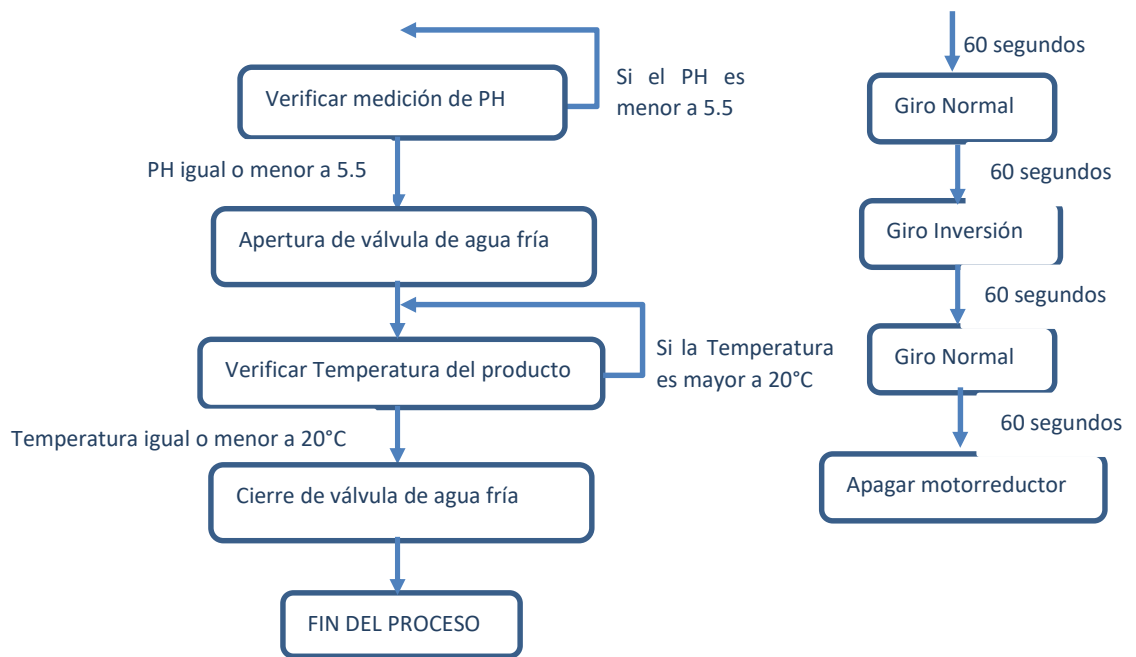 Verificar medición de PH
Si el PH es
menor a 5.5
PH igual o menor a 5.5
Apertura de válvula de agua fría
Verificar Temperatura del producto
Si la Temperatura
es mayor a 20°C
Temperatura igual o menor a 20°C
Cierre de válvula de agua fría
FIN DEL PROCESO
60 segundos
Giro Normal
60 segundos
Giro Inversión
60 segundos
Giro Normal
60 segundos
Apagar motorreductor